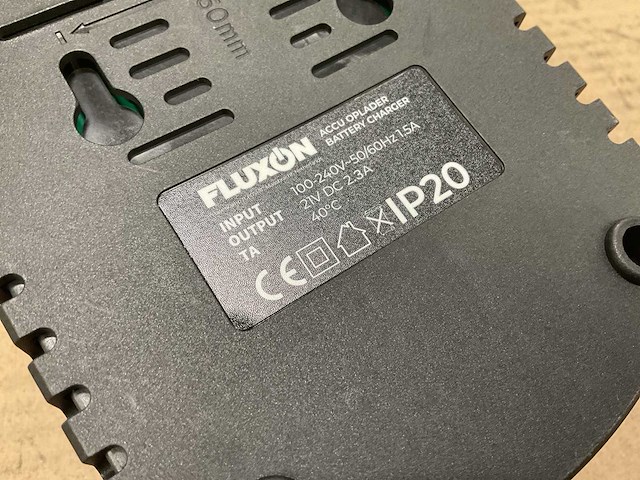 60mm
FLUXON
ACCU OPLADER
BATTERY CHARGER
INPUT 100-240V~50/60Hz 1.5A
OUTPUT 21V DC 2.3A
TA 40°C
CE IP20